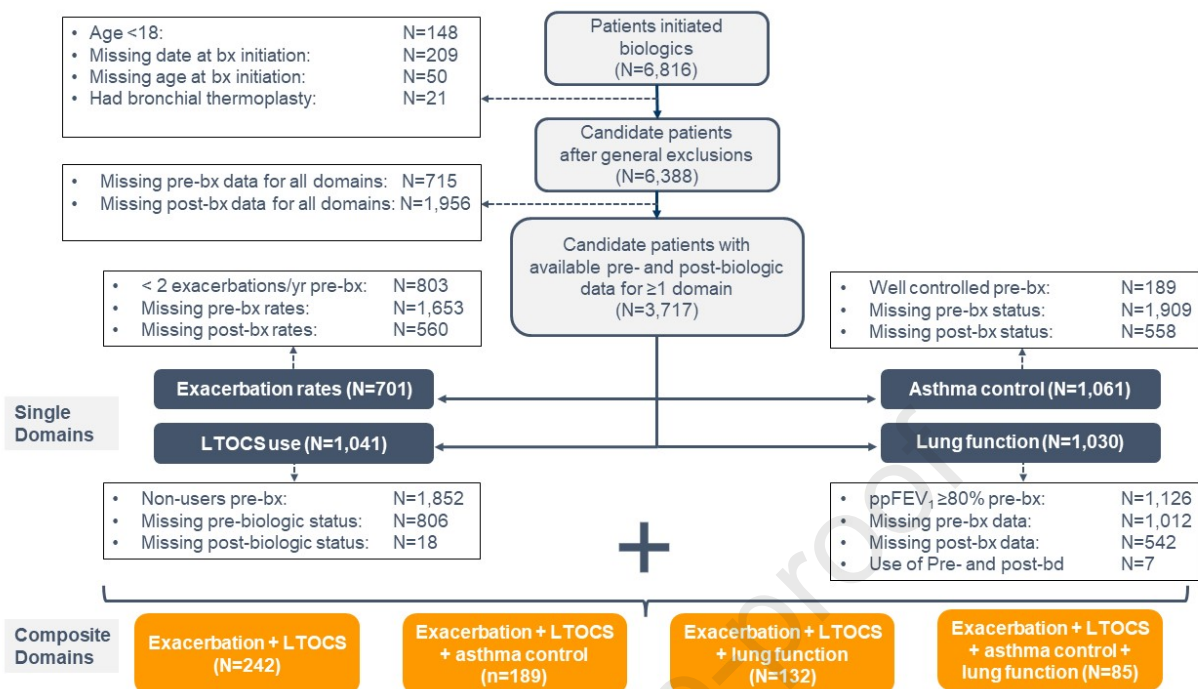 • Age <18: N=148
• Missing date at bx initiation: N=209
• Missing age at bx initiation: N=50
• Had bronchial thermoplasty: N=21
Patients initiated
biologics
(N=6,816)
Candidate patients
after general exclusions
(N=6,388)
• Missing pre-bx data for all domains: N=715
• Missing post-bx data for all domains: N=1,956
Candidate patients with
available pre- and post-biologic
data for ≥1 domain
(N=3,717)
• < 2 exacerbations/yr pre-bx: N=803
• Missing pre-bx rates: N=1,653
• Missing post-bx rates: N=560
• Well controlled pre-bx: N=189
• Missing pre-bx status: N=1,909
• Missing post-bx status: N=558
Single
Domains
Exacerbation rates (N=701)
Asthma control (N=1,061)
LTOCS use (N=1,041)
Lung function (N=1,030)
• Non-users pre-bx: N=1,852
• Missing pre-biologic status: N=806
• Missing post-biologic status: N=18
• ppFEV₁ ≥80% pre-bx: N=1,126
• Missing pre-bx data: N=1,012
• Missing post-bx data: N=542
• Use of Pre- and post-bd N=7
+
Composite
Domains
Exacerbation + LTOCS
(N=242)
Exacerbation + LTOCS
+ asthma control
(n=189)
Exacerbation + LTOCS
+ lung function
(N=132)
Exacerbation + LTOCS
+ asthma control +
lung function (N=85)
-proof